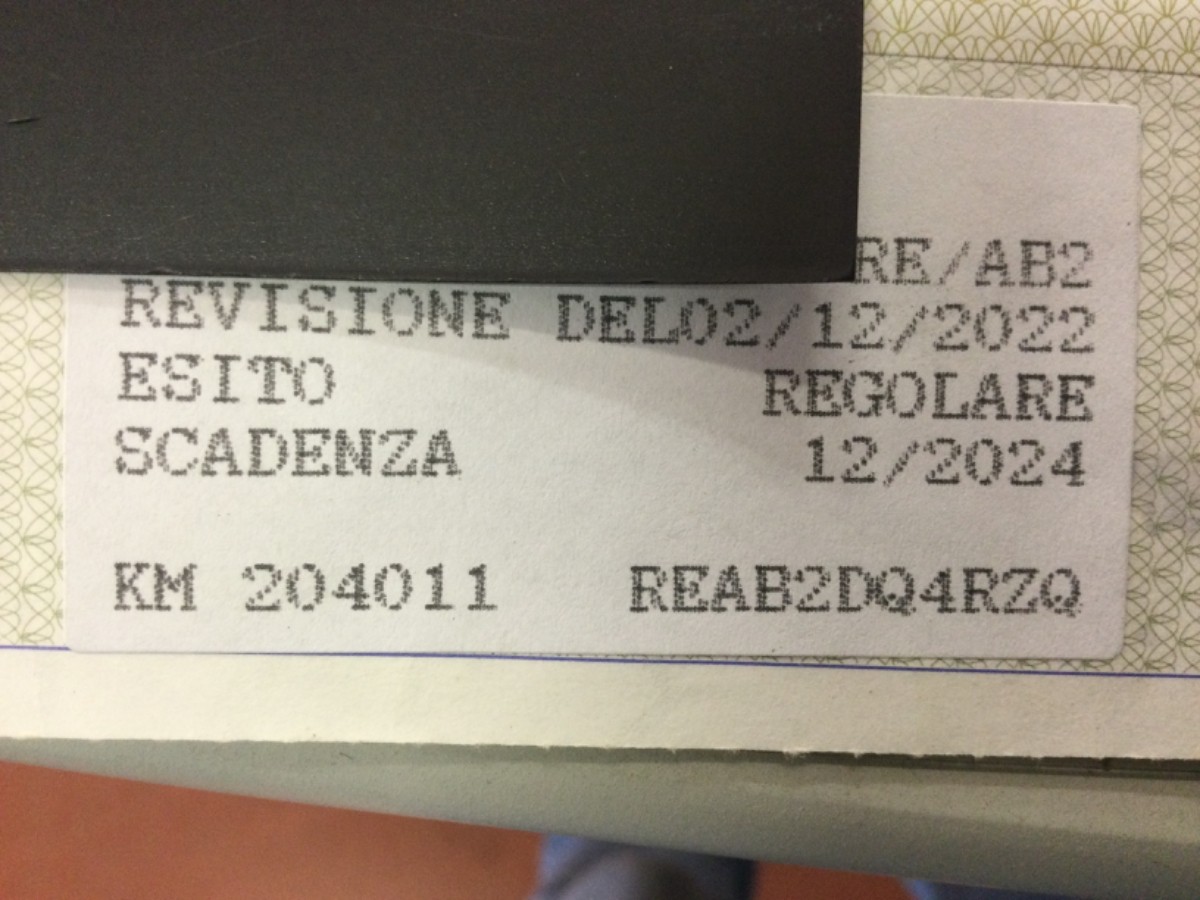 RE/AB2
REVISIONE DEL02/12/2022
ESITO REGOLARE
SCADENZA 12/2024
KM 204011 REAB2DQ4RZQ